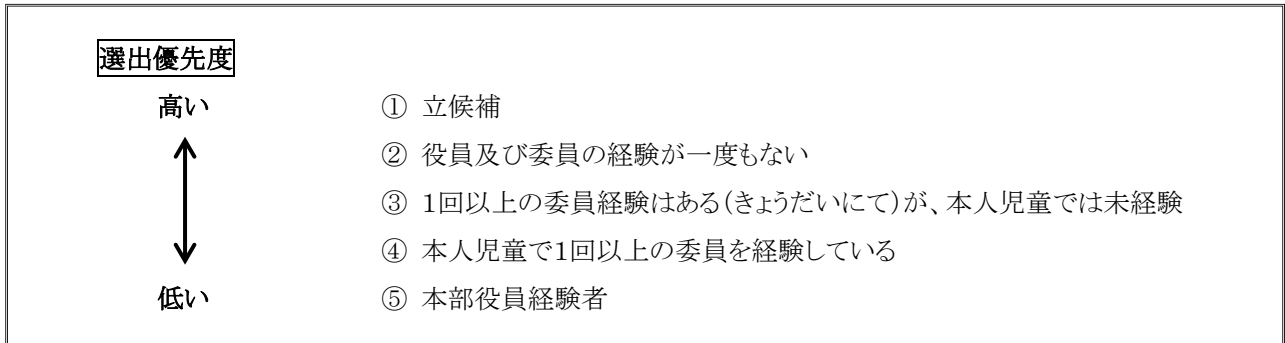 選出優先度
高い ① 立候補
② 役員及び委員の経験が一度もない
③ 1回以上の委員経験はある(きょうだいにて)が、本人児童では未経験
④ 本人児童で1回以上の委員を経験している
低い ⑤ 本部役員経験者